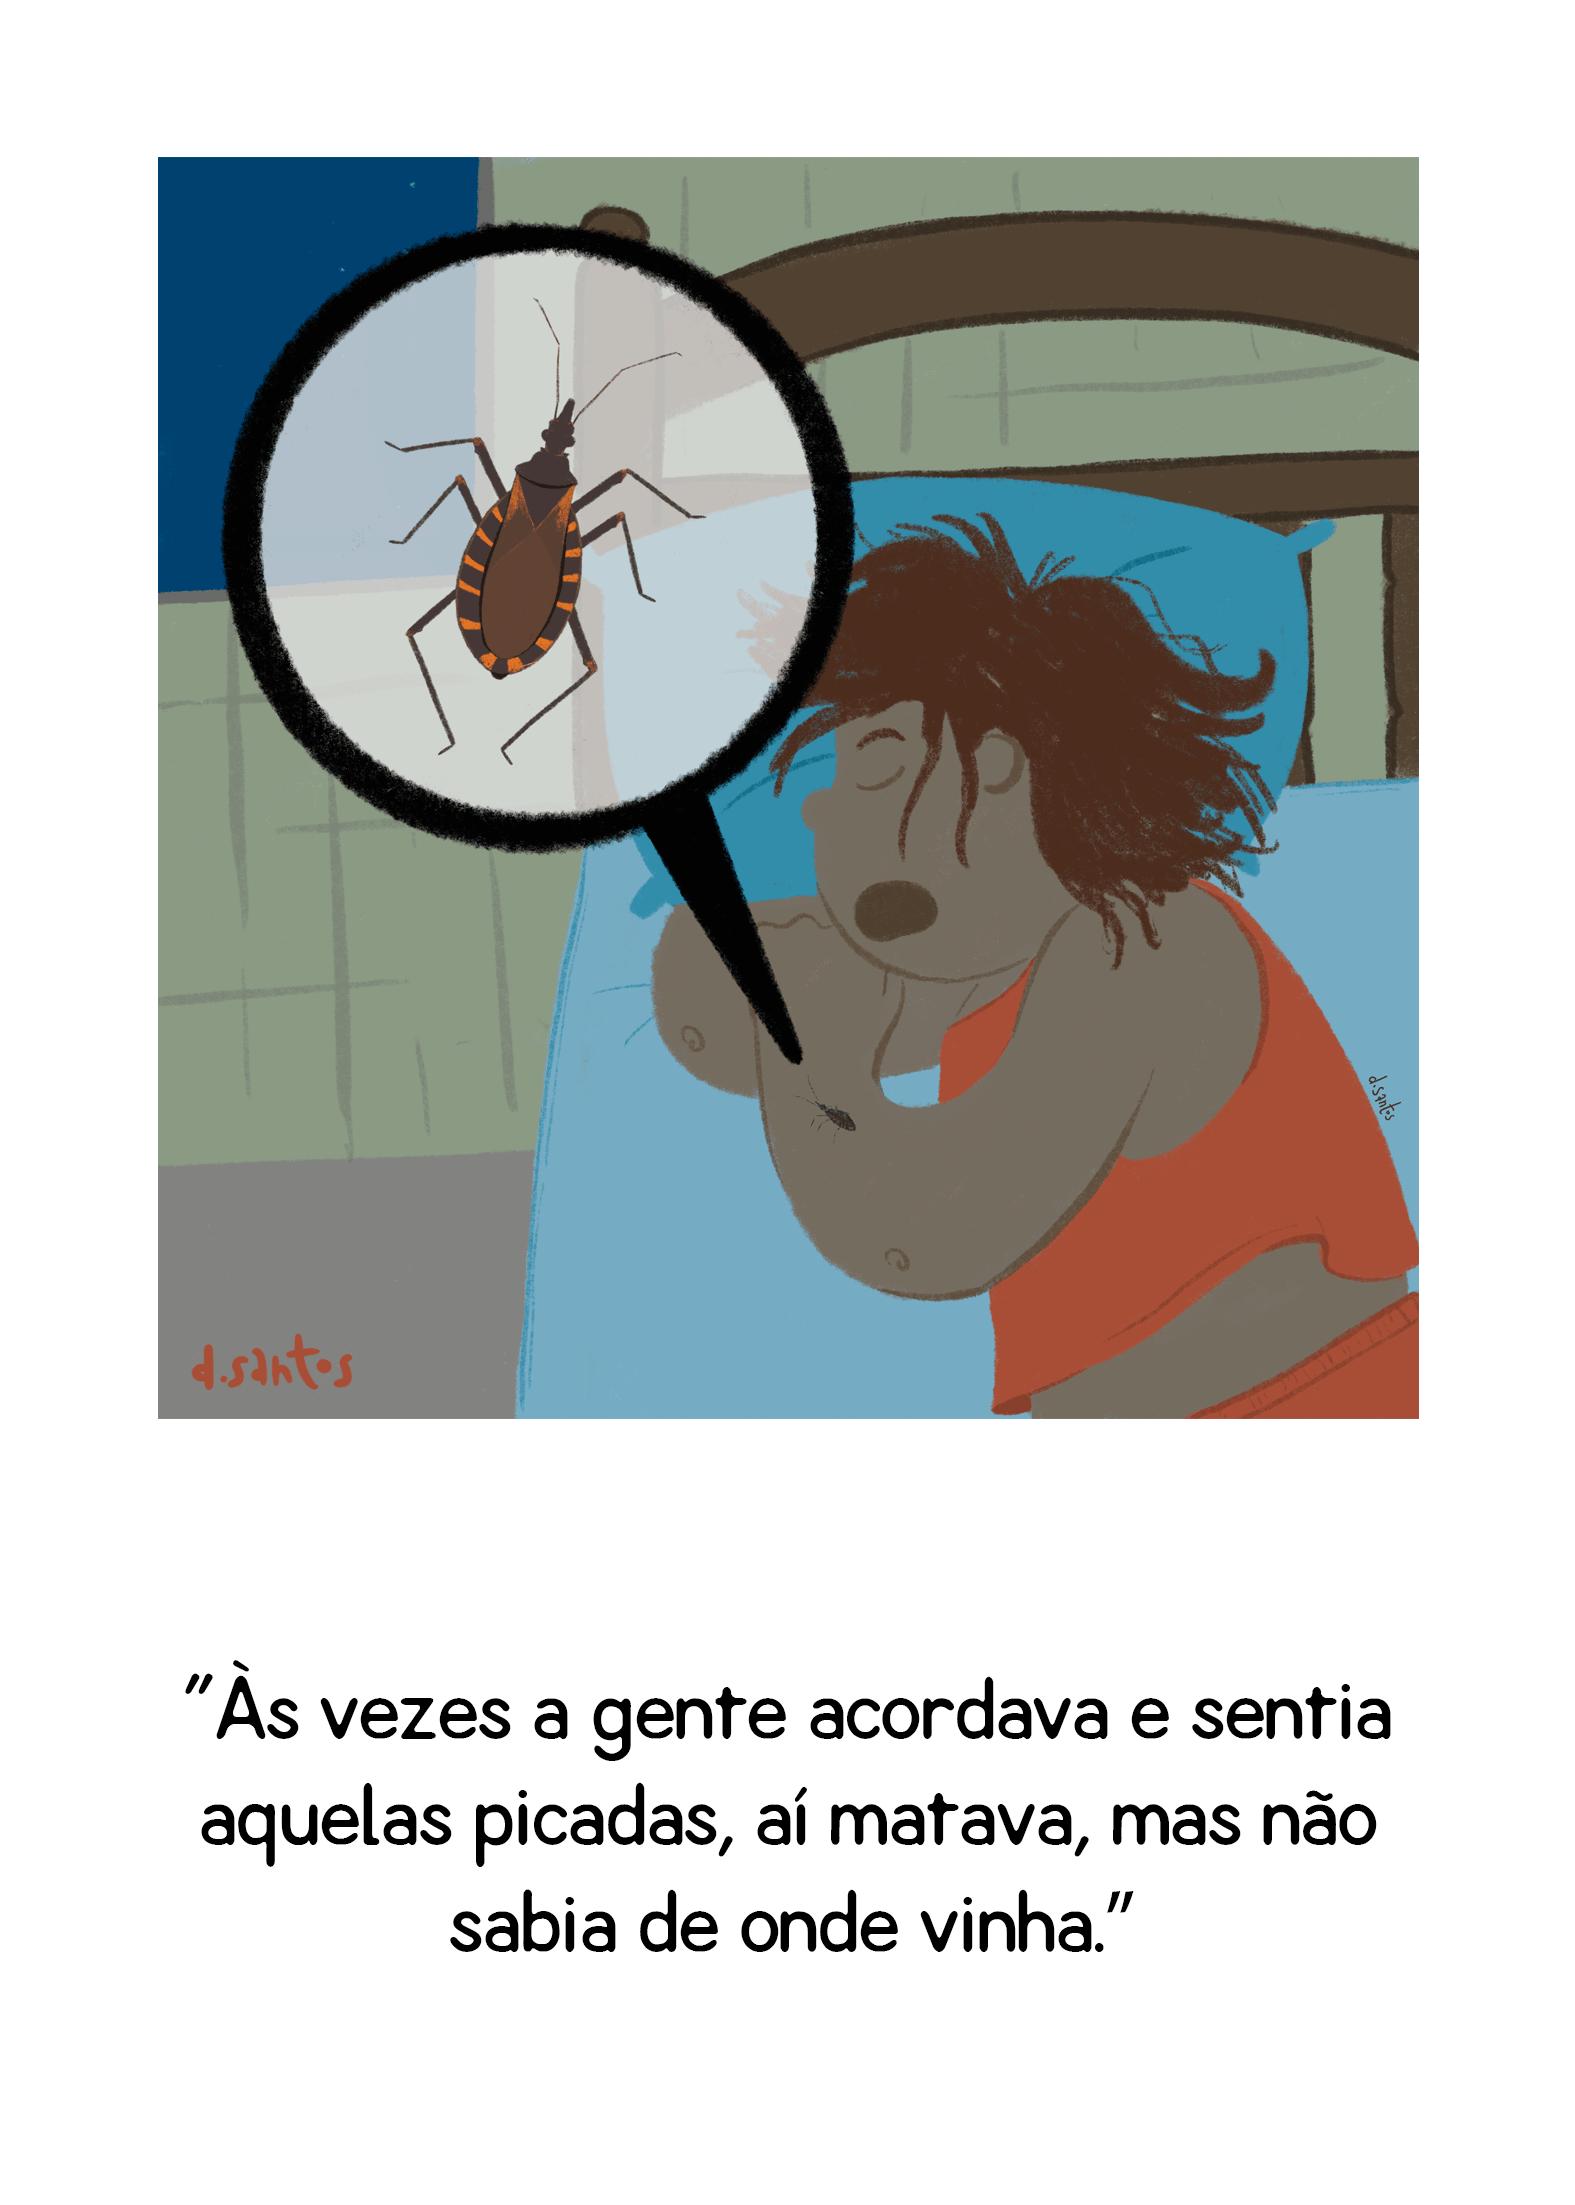 d.santos
d.santos
"Às vezes a gente acordava e sentia
aquelas picadas, aí matava, mas não
sabia de onde vinha."